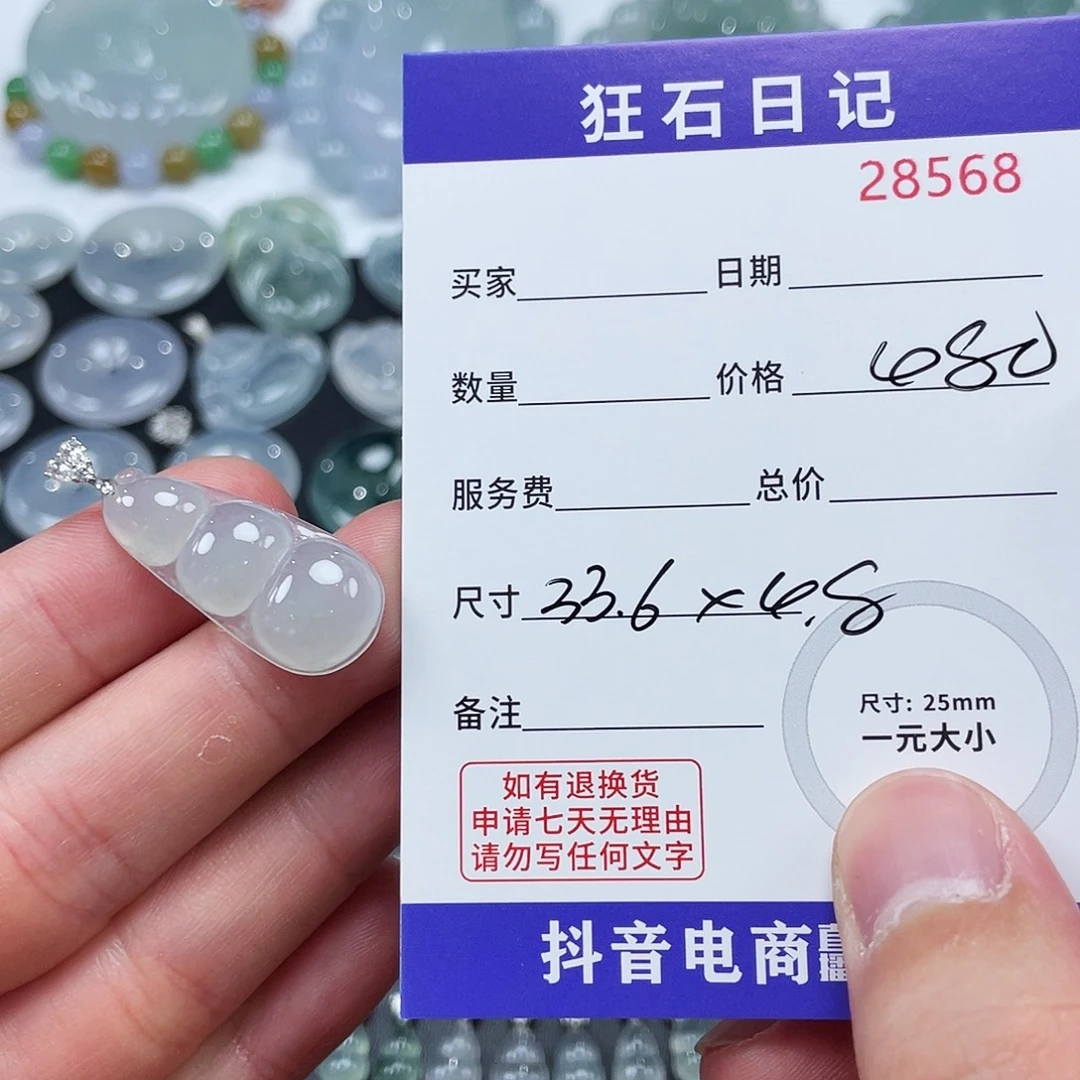 狂石日记
28568
买家 日期
数量 价格 680
服务费 总价
尺寸 33.6×6.8
尺寸: 25mm
一元大小
备注
如有退换货
申请七天无理由
请勿写任何文字
抖音电商